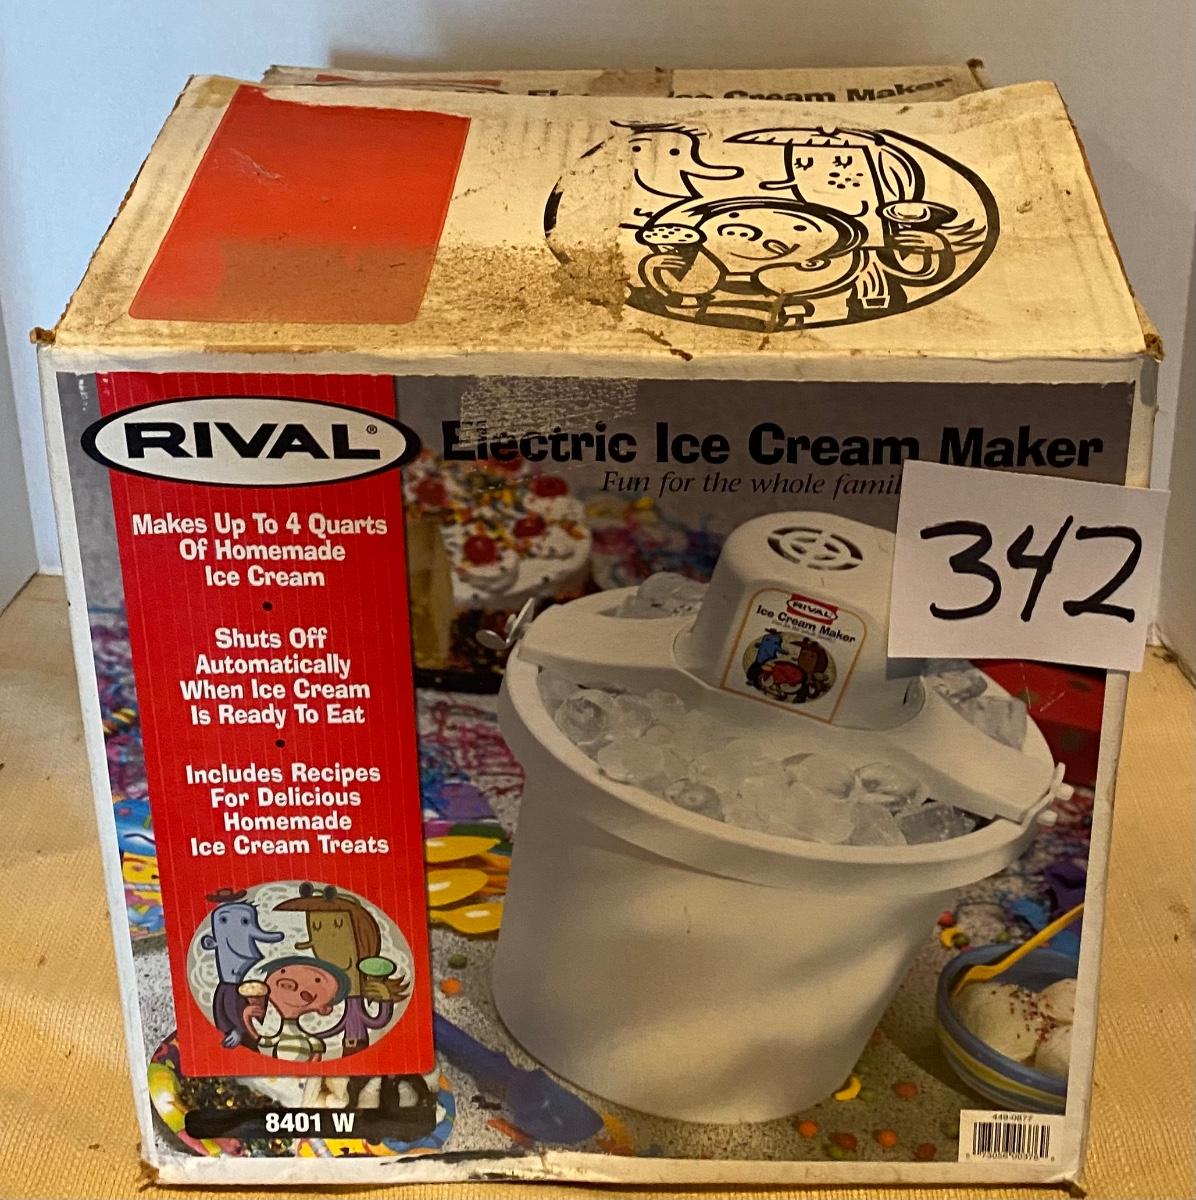 Ice Cream Maker
RIVAL®
Electric Ice Cream Maker
Fun for the whole
342
Makes Up To 4 Quarts
Of Homemade
Ice Cream
•
Shuts Off
Automatically
When Ice Cream
Is Ready To Eat
•
Includes Recipes
For Delicious
Homemade
Ice Cream Treats
RIVAL
Ice Cream Maker
8401 W
449-0877